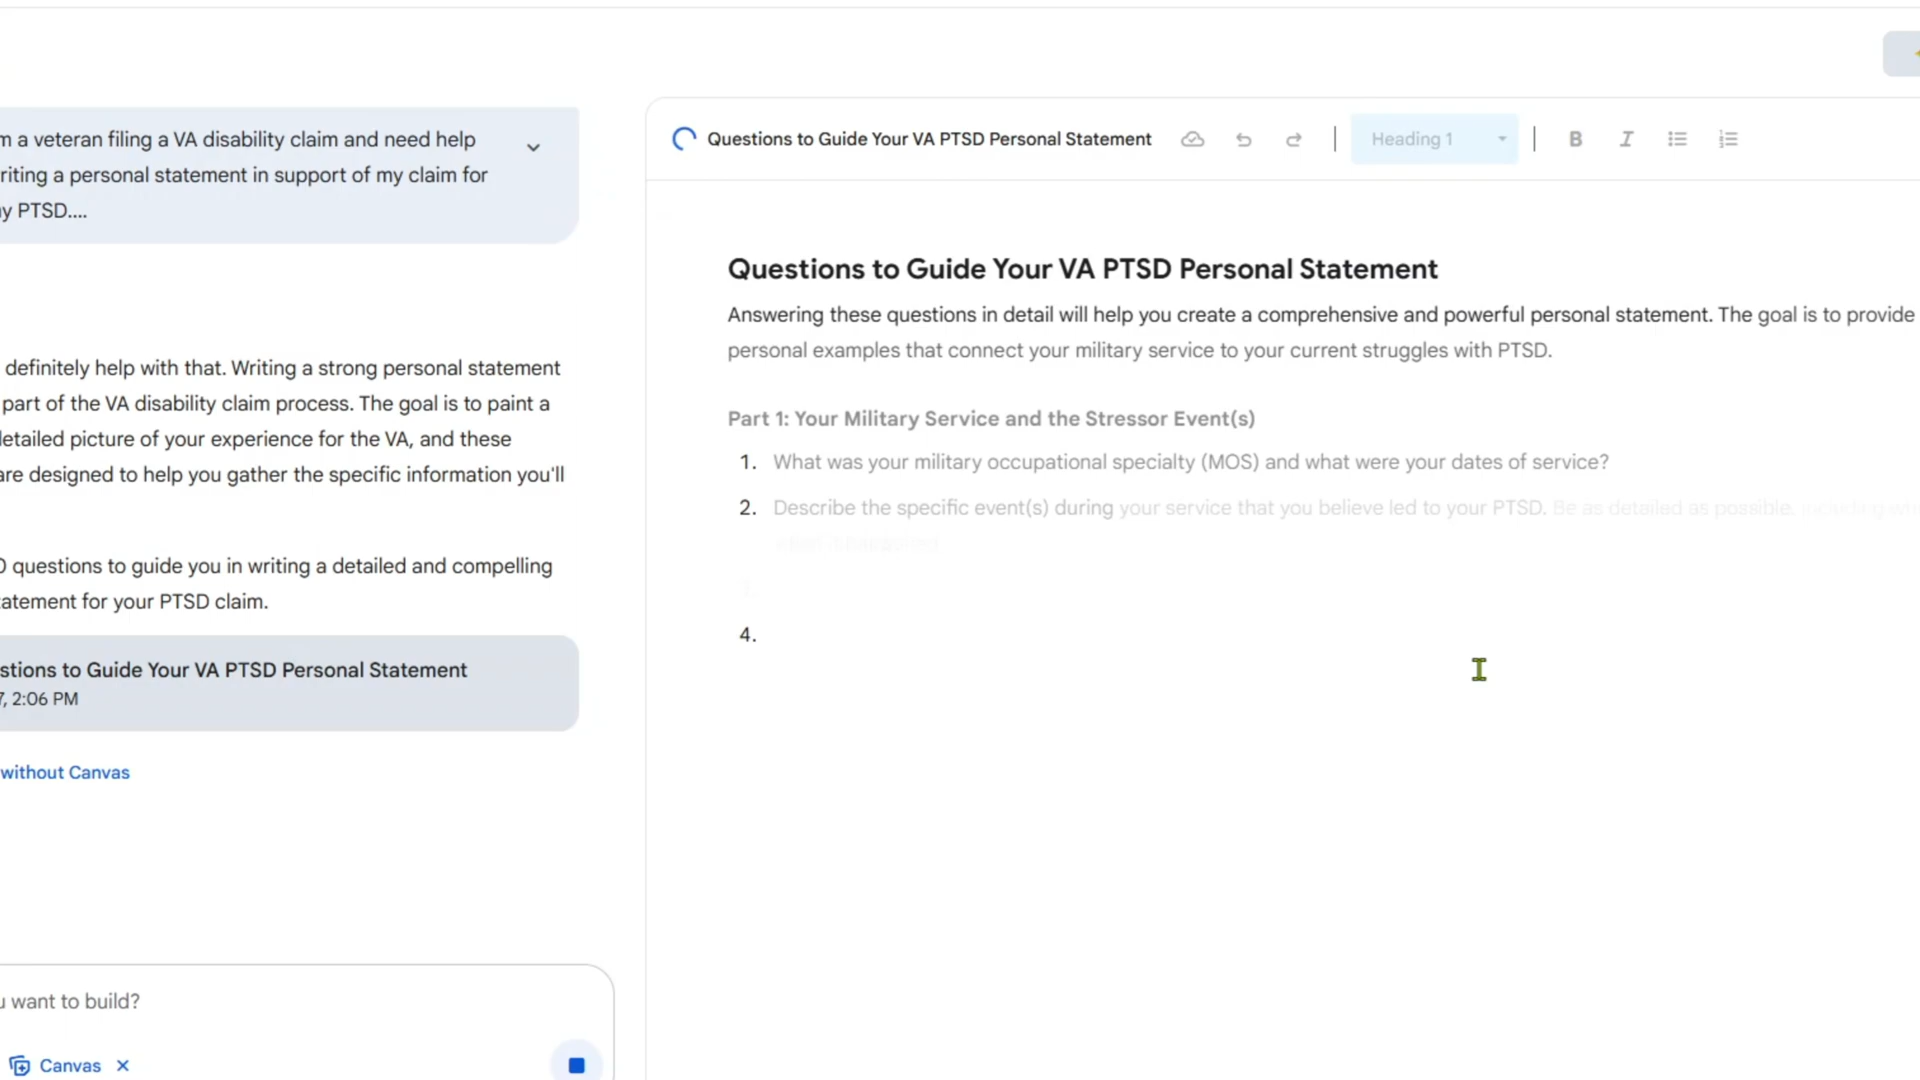 m a veteran filing a VA disability claim and need help
riting a personal statement in support of my claim for
y PTSD....
definitely help with that. Writing a strong personal statement
part of the VA disability claim process. The goal is to paint a
etailed picture of your experience for the VA, and these
are designed to help you gather the specific information you'll
0 questions to guide you in writing a detailed and compelling
atement for your PTSD claim.
stions to Guide Your VA PTSD Personal Statement
7, 2:06 PM
without Canvas
u want to build?
Canvas
Questions to Guide Your VA PTSD Personal Statement
Heading 1
B I
Questions to Guide Your VA PTSD Personal Statement
Answering these questions in detail will help you create a comprehensive and powerful personal statement. The goal is to provide
personal examples that connect your military service to your current struggles with PTSD.
Part 1: Your Military Service and the Stressor Event(s)
1. What was your military occupational specialty (MOS) and what were your dates of service?
2. Describe the specific event(s) during your service that you believe led to your PTSD. Be as detailed as possible, including
4.